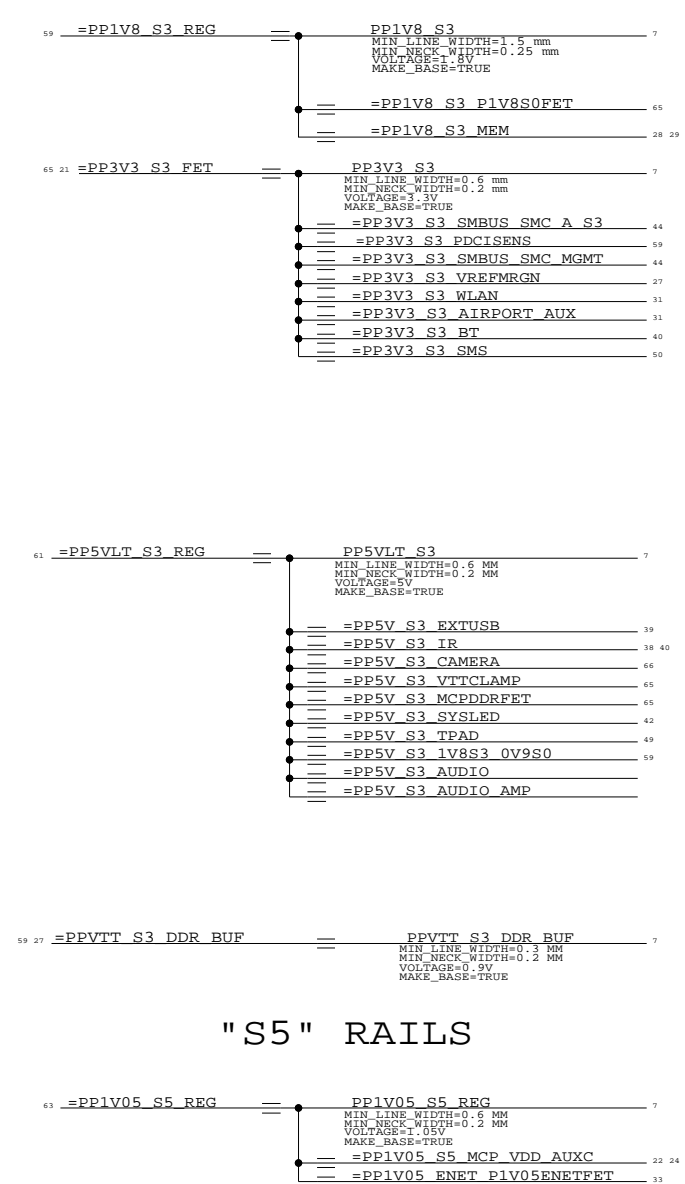 59 =PP1V8_S3_REG PP1V8_S3 7
MIN_LINE_WIDTH=1.5 mm
MIN_NECK_WIDTH=0.25 mm
VOLTAGE=1.8V
MAKE_BASE=TRUE
=PP1V8_S3_P1V8S0FET 65
=PP1V8_S3_MEM 28 29
65 21 =PP3V3_S3_FET PP3V3_S3 7
MIN_LINE_WIDTH=0.6 mm
MIN_NECK_WIDTH=0.2 mm
VOLTAGE=3.3V
MAKE_BASE=TRUE
=PP3V3_S3_SMBUS_SMC_A_S3 44
=PP3V3_S3_PDCISENS 59
=PP3V3_S3_SMBUS_SMC_MGMT 44
=PP3V3_S3_VREFMRGN 27
=PP3V3_S3_WLAN 31
=PP3V3_S3_AIRPORT_AUX 31
=PP3V3_S3_BT 40
=PP3V3_S3_SMS 50
61 =PP5VLT_S3_REG PP5VLT_S3 7
MIN_LINE_WIDTH=0.6 MM
MIN_NECK_WIDTH=0.2 MM
VOLTAGE=5V
MAKE_BASE=TRUE
=PP5V_S3_EXTUSB 39
=PP5V_S3_IR 38 40
=PP5V_S3_CAMERA 66
=PP5V_S3_VTTCLAMP 65
=PP5V_S3_MCPDDRFET 65
=PP5V_S3_SYSLED 42
=PP5V_S3_TPAD 49
=PP5V_S3_1V8S3_0V9S0 59
=PP5V_S3_AUDIO
=PP5V_S3_AUDIO_AMP
59 27 =PPVTT_S3_DDR_BUF PPVTT_S3_DDR_BUF 7
MIN_LINE_WIDTH=0.3 MM
MIN_NECK_WIDTH=0.2 MM
VOLTAGE=0.9V
MAKE_BASE=TRUE
"S5" RAILS
63 =PP1V05_S5_REG PP1V05_S5_REG 7
MIN_LINE_WIDTH=0.6 MM
MIN_NECK_WIDTH=0.2 MM
VOLTAGE=1.05V
MAKE_BASE=TRUE
=PP1V05_S5_MCP_VDD_AUXC 22 24
=PP1V05_ENET_P1V05ENETFET 33